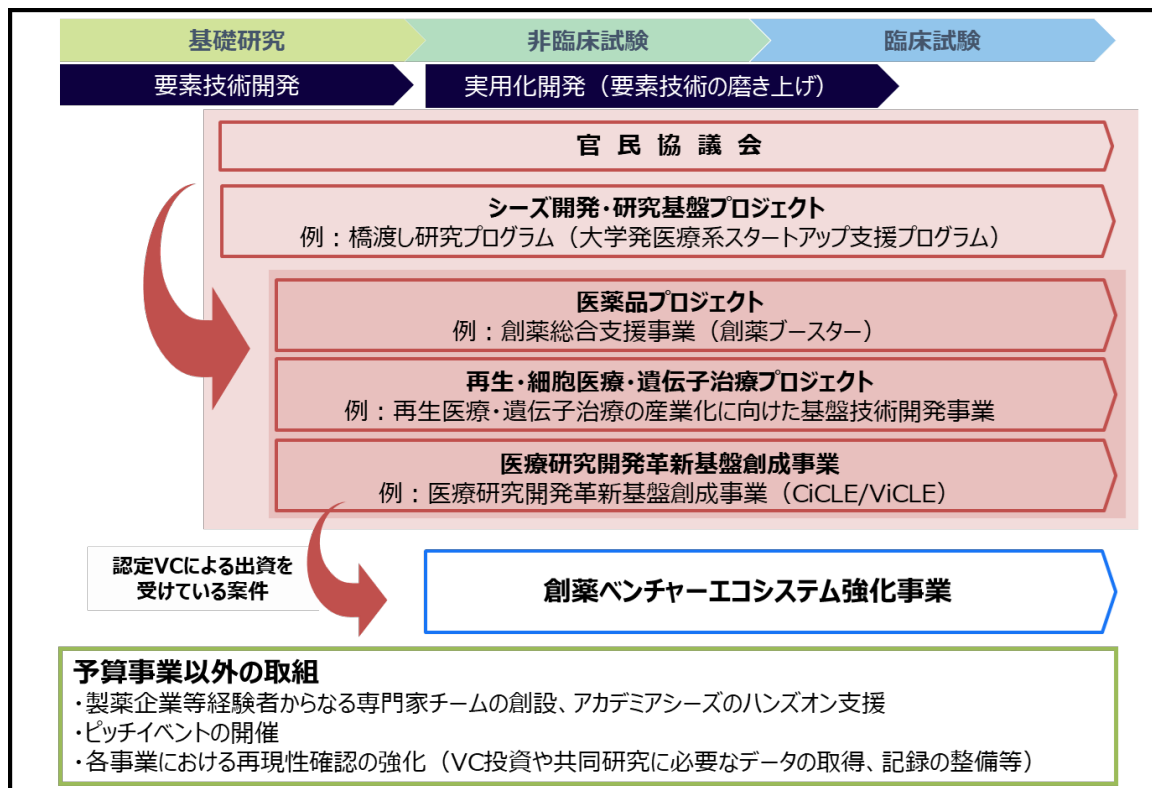 基礎研究
非臨床試験
臨床試験
要素技術開発
実用化開発（要素技術の磨き上げ）
官民協議会
シーズ開発・研究基盤プロジェクト
例：橋渡し研究プログラム（大学発医療系スタートアップ支援プログラム）
医薬品プロジェクト
例：創薬総合支援事業（創薬ブースター）
再生・細胞医療・遺伝子治療プロジェクト
例：再生医療・遺伝子治療の産業化に向けた基盤技術開発事業
医療研究開発革新基盤創成事業
例：医療研究開発革新基盤創成事業（CiCLE/ViCLE）
認定VCによる出資を
受けている案件
創薬ベンチャーエコシステム強化事業
予算事業以外の取組
・製薬企業等経験者からなる専門家チームの創設、アカデミアシーズのハンズオン支援
・ピッチイベントの開催
・各事業における再現性確認の強化（VC投資や共同研究に必要なデータの取得、記録の整備等）